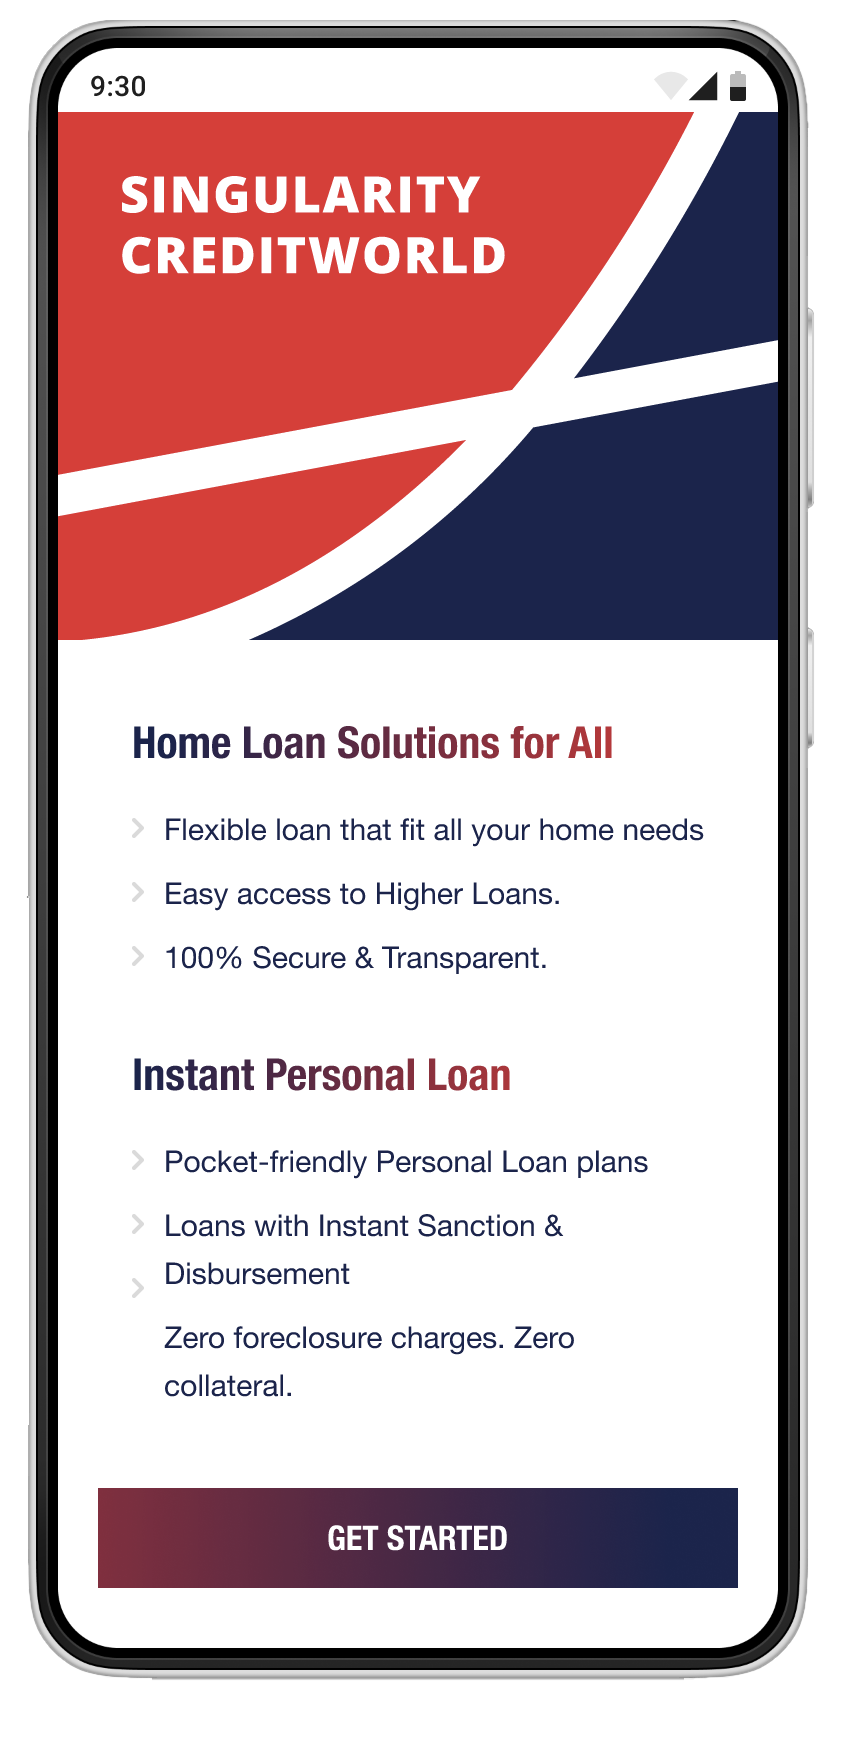 9:30
SINGULARITY
CREDITWORLD
Home Loan Solutions for All
Flexible loan that fit all your home needs
Easy access to Higher Loans.
100% Secure & Transparent.
Instant Personal Loan
Pocket-friendly Personal Loan plans
Loans with Instant Sanction &
Disbursement
Zero foreclosure charges. Zero
collateral.
GET STARTED